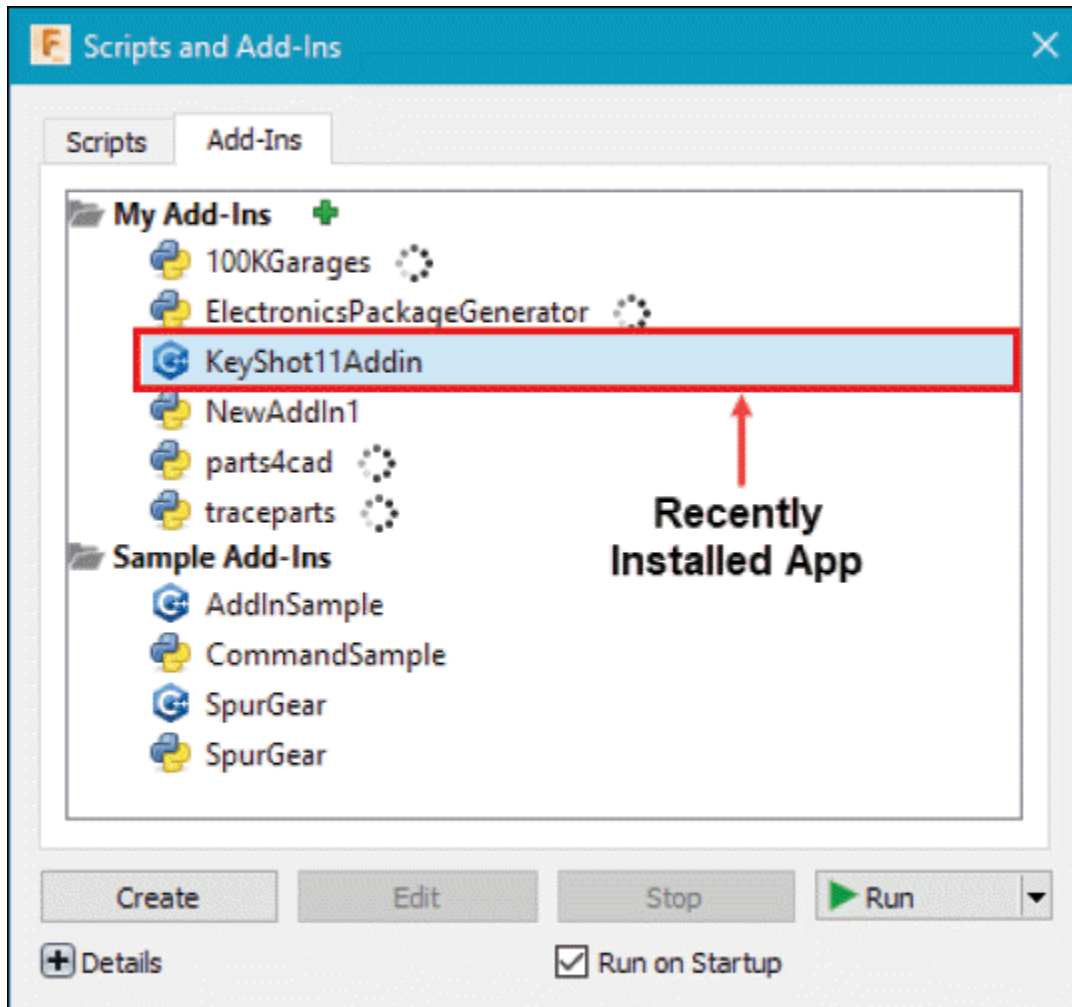 Scripts and Add-Ins
Scripts
Add-Ins
My Add-Ins
100KGarages
ElectronicsPackageGenerator
KeyShot11Addin
NewAddIn1
parts4cad
traceparts
Recently
Installed App
Sample Add-Ins
AddInSample
CommandSample
SpurGear
SpurGear
Create
Edit
Stop
Run
Details
Run on Startup